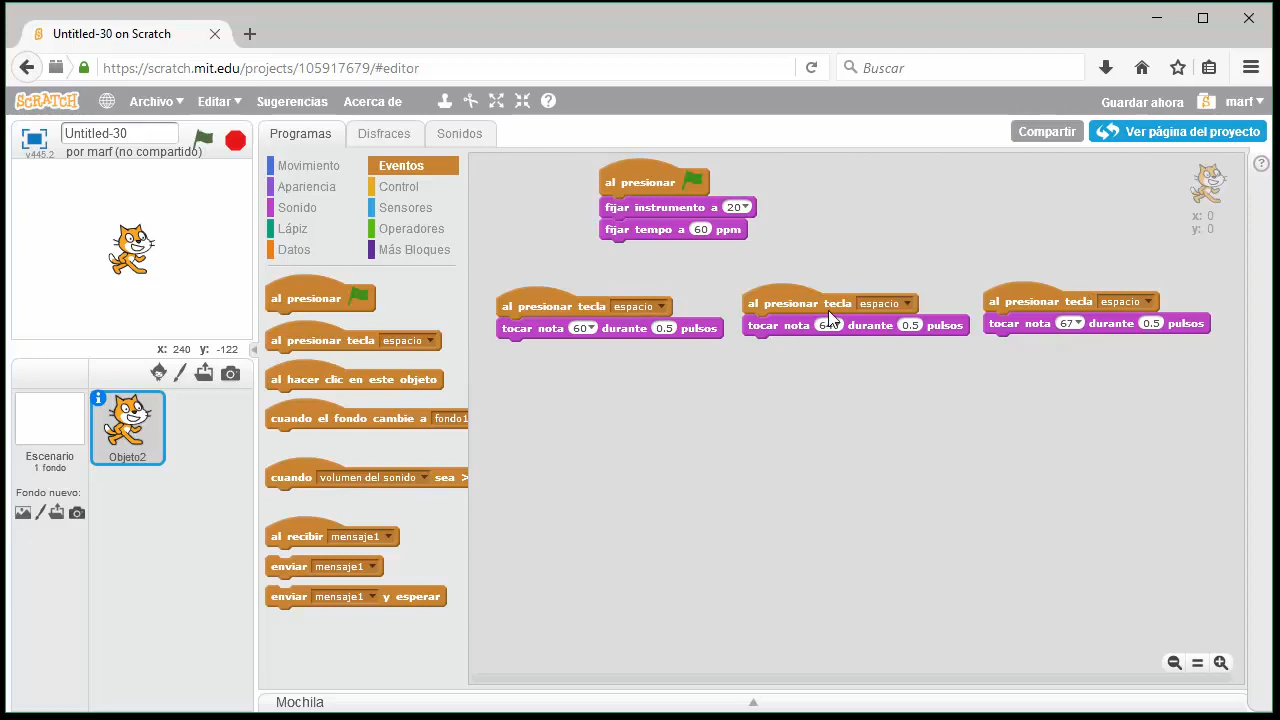 Untitled-30 on Scratch
https://scratch.mit.edu/projects/105917679/#editor
Buscar
SCRATCH
Archivo
Editar
Sugerencias
Acerca de
Guardar ahora
marf
Untitled-30
por marf (no compartido)
v445.2
Programas
Disfraces
Sonidos
Compartir
Ver página del proyecto
Movimiento
Eventos
Apariencia
Control
Sonido
Sensores
Lápiz
Operadores
Datos
Más Bloques
al presionar
al presionar tecla espacio
al hacer clic en este objeto
cuando el fondo cambie a fondo1
cuando volumen del sonido sea >
al recibir mensaje1
enviar mensaje1
enviar mensaje1 y esperar
al presionar
fijar instrumento a 20
fijar tempo a 60 ppm
al presionar tecla espacio
tocar nota 60 durante 0.5 pulsos
al presionar tecla espacio
tocar nota durante 0.5 pulsos
al presionar tecla espacio
tocar nota 67 durante 0.5 pulsos
x: 0
y: 0
x: 240 y: -122
Escenario
1 fondo
Objeto2
Fondo nuevo:
Mochila